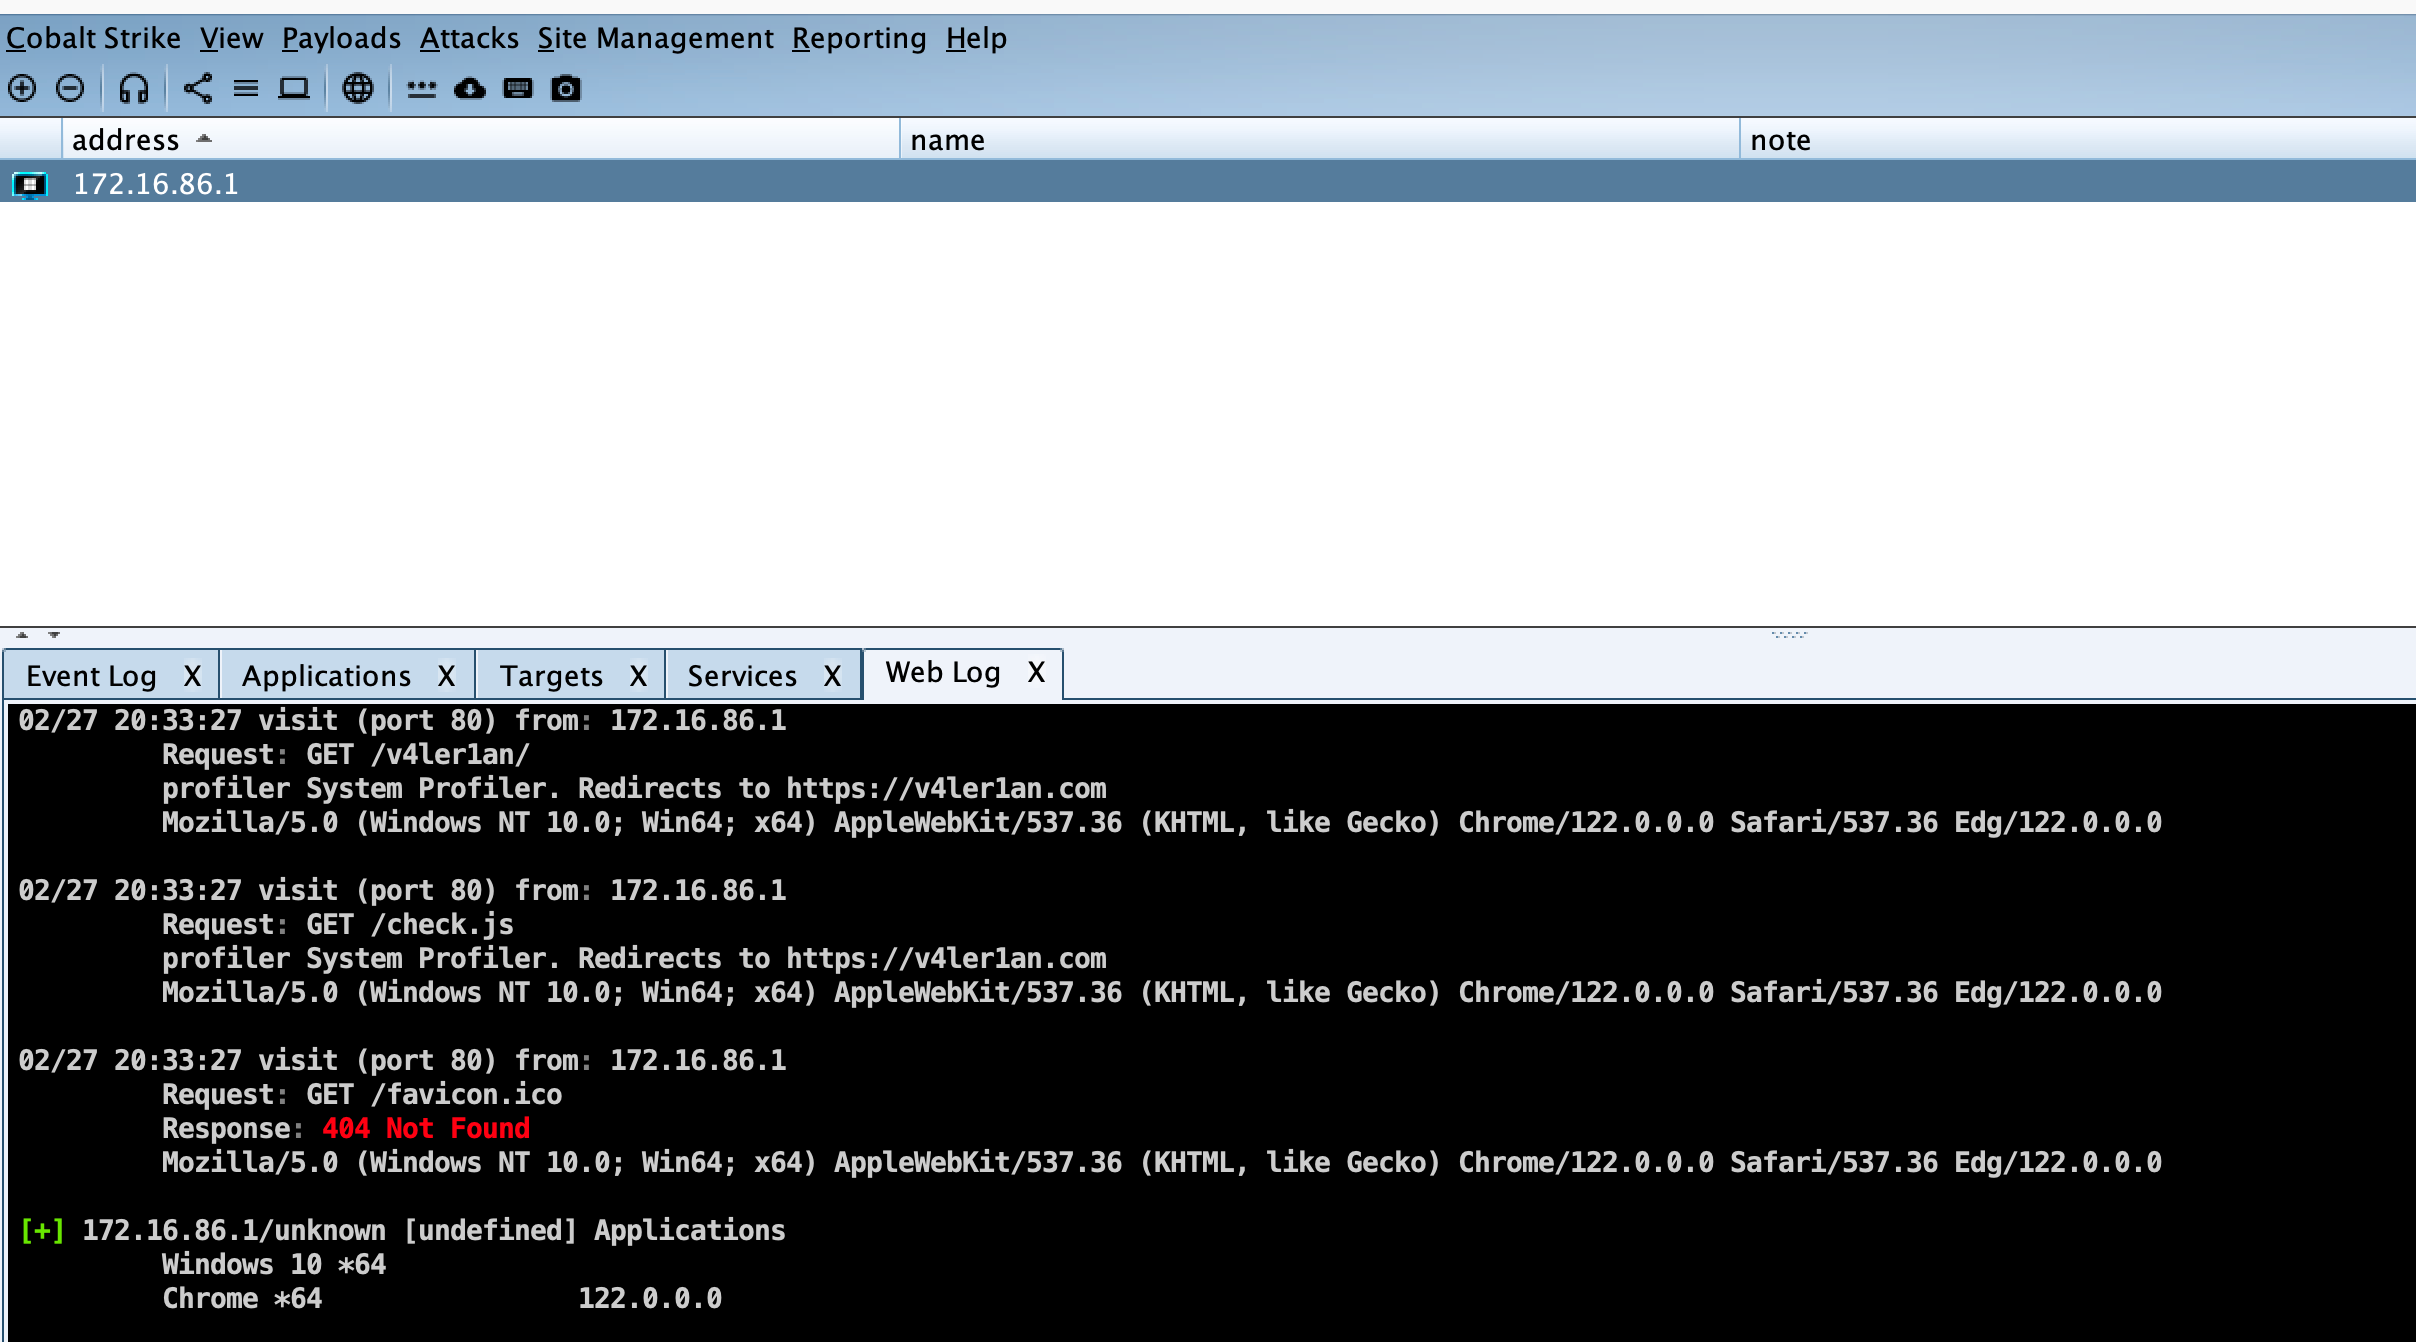 Cobalt Strike View Payloads Attacks Site Management Reporting Help
address name note
172.16.86.1
Event Log X Applications X Targets X Services X Web Log X
02/27 20:33:27 visit (port 80) from: 172.16.86.1
Request: GET /v4ler1an/
profiler System Profiler. Redirects to https://v4ler1an.com
Mozilla/5.0 (Windows NT 10.0; Win64; x64) AppleWebKit/537.36 (KHTML, like Gecko) Chrome/122.0.0.0 Safari/537.36 Edg/122.0.0.0
02/27 20:33:27 visit (port 80) from: 172.16.86.1
Request: GET /check.js
profiler System Profiler. Redirects to https://v4ler1an.com
Mozilla/5.0 (Windows NT 10.0; Win64; x64) AppleWebKit/537.36 (KHTML, like Gecko) Chrome/122.0.0.0 Safari/537.36 Edg/122.0.0.0
02/27 20:33:27 visit (port 80) from: 172.16.86.1
Request: GET /favicon.ico
Response: 404 Not Found
Mozilla/5.0 (Windows NT 10.0; Win64; x64) AppleWebKit/537.36 (KHTML, like Gecko) Chrome/122.0.0.0 Safari/537.36 Edg/122.0.0.0
[+] 172.16.86.1/unknown [undefined] Applications
Windows 10 *64
Chrome *64 122.0.0.0